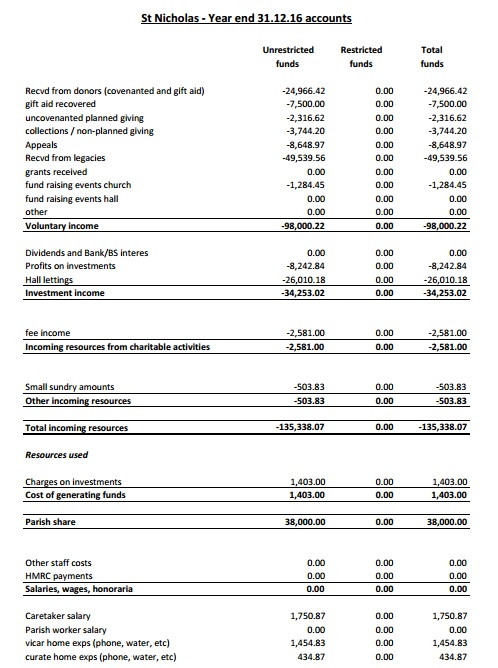 St Nicholas - Year end 31.12.16 accounts
Unrestricted Restricted Total
funds funds funds
Recvd from donors (covenanted and gift aid) -24,966.42 0.00 -24,966.42
gift aid recovered -7,500.00 0.00 -7,500.00
uncovenanted planned giving -2,316.62 0.00 -2,316.62
collections / non-planned giving -3,744.20 0.00 -3,744.20
Appeals -8,648.97 0.00 -8,648.97
Recvd from legacies -49,539.56 0.00 -49,539.56
grants received 0.00 0.00 0.00
fund raising events church -1,284.45 0.00 -1,284.45
fund raising events hall 0.00 0.00 0.00
other 0.00 0.00 0.00
Voluntary income -98,000.22 0.00 -98,000.22
Dividends and Bank/BS interes 0.00 0.00 0.00
Profits on investments -8,242.84 0.00 -8,242.84
Hall lettings -26,010.18 0.00 -26,010.18
Investment income -34,253.02 0.00 -34,253.02
fee income -2,581.00 0.00 -2,581.00
Incoming resources from charitable activities -2,581.00 0.00 -2,581.00
Small sundry amounts -503.83 0.00 -503.83
Other incoming resources -503.83 0.00 -503.83
Total incoming resources -135,338.07 0.00 -135,338.07
Resources used
Charges on investments 1,403.00 0.00 1,403.00
Cost of generating funds 1,403.00 0.00 1,403.00
Parish share 38,000.00 0.00 38,000.00
Other staff costs 0.00 0.00 0.00
HMRC payments 0.00 0.00 0.00
Salaries, wages, honoraria 0.00 0.00 0.00
Caretaker salary 1,750.87 0.00 1,750.87
Parish worker salary 0.00 0.00 0.00
vicar home exps (phone, water, etc) 1,454.83 0.00 1,454.83
curate home exps (phone, water, etc) 434.87 0.00 434.87